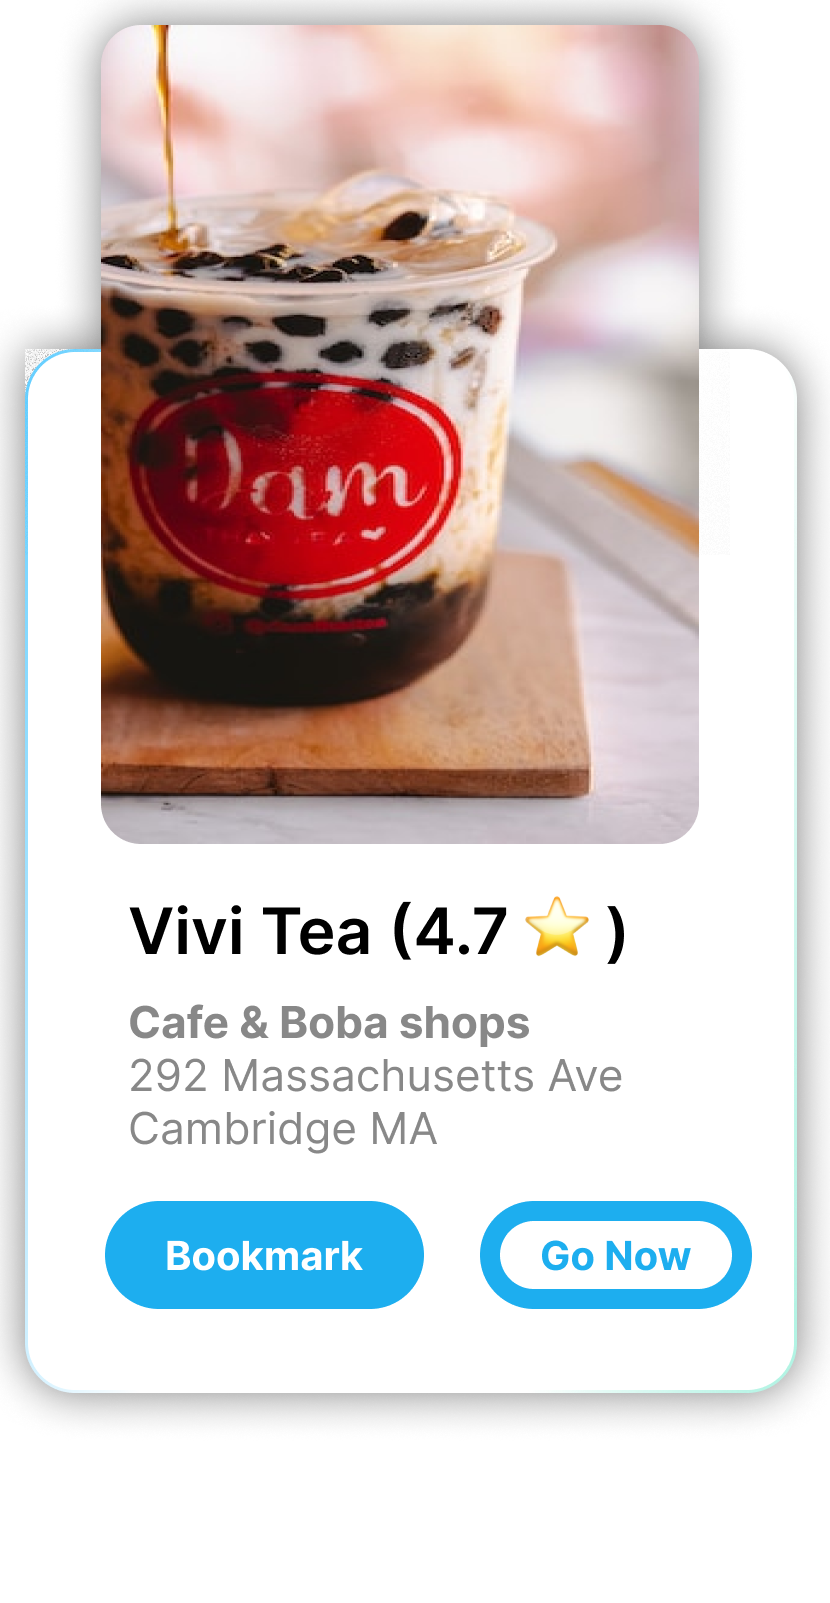 Dam
Vivi Tea (4.7 ⭐ )
Cafe & Boba shops
292 Massachusetts Ave
Cambridge MA
Bookmark
Go Now